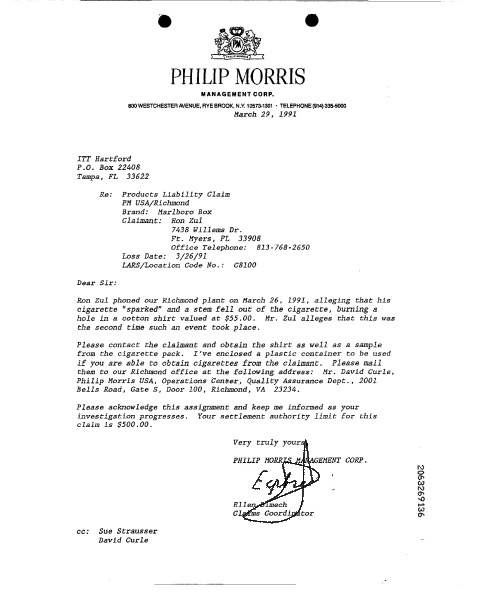 PM
PHILIP MORRIS
MANAGEMENT CORP.
800 WESTCHESTER AVENUE, RYE BROOK, N.Y. 10573-1301 • TELEPHONE (914) 335-5000
March 29, 1991
ITT Hartford
P.O. Box 22408
Tampa, FL 33622
Re: Products Liability Claim
PM USA/Richmond
Brand: Marlboro Box
Claimant: Ron Zul
7438 Willems Dr.
Ft. Myers, FL 33908
Office Telephone: 813-768-2650
Loss Date: 3/26/91
LARS/Location Code No.: C8100
Dear Sir:
Ron Zul phoned our Richmond plant on March 26, 1991, alleging that his
cigarette "sparked" and a stem fell out of the cigarette, burning a
hole in a cotton shirt valued at $55.00. Mr. Zul alleges that this was
the second time such an event took place.
Please contact the claimant and obtain the shirt as well as a sample
from the cigarette pack. I've enclosed a plastic container to be used
if you are able to obtain cigarettes from the claimant. Please mail
them to our Richmond office at the following address: Mr. David Curle,
Philip Morris USA, Operations Center, Quality Assurance Dept., 2001
Bells Road, Gate S, Door 100, Richmond, VA 23234.
Please acknowledge this assignment and keep me informed as your
investigation progresses. Your settlement authority limit for this
claim is $500.00.
Very truly yours,
PHILIP MORRIS MANAGEMENT CORP.
Ellen
Claims Coordinator
cc: Sue Strausser
David Curle
2063269136